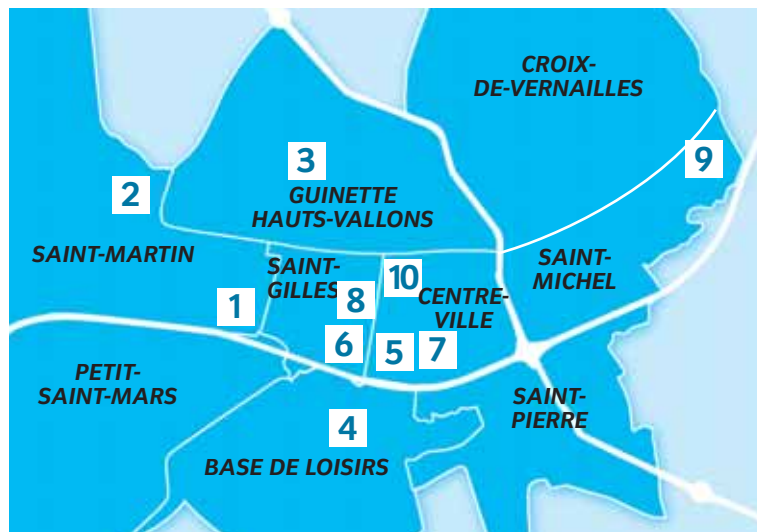 CROIX-
DE-VERNAILLES
3
9
2
GUINETTE
HAUTS-VALLONS
SAINT-MARTIN
SAINT-
GILLES
10
SAINT-
MICHEL
1
8
CENTRE-
VILLE
6
5
7
PETIT-
SAINT-MARS
SAINT-
PIERRE
4
BASE DE LOISIRS